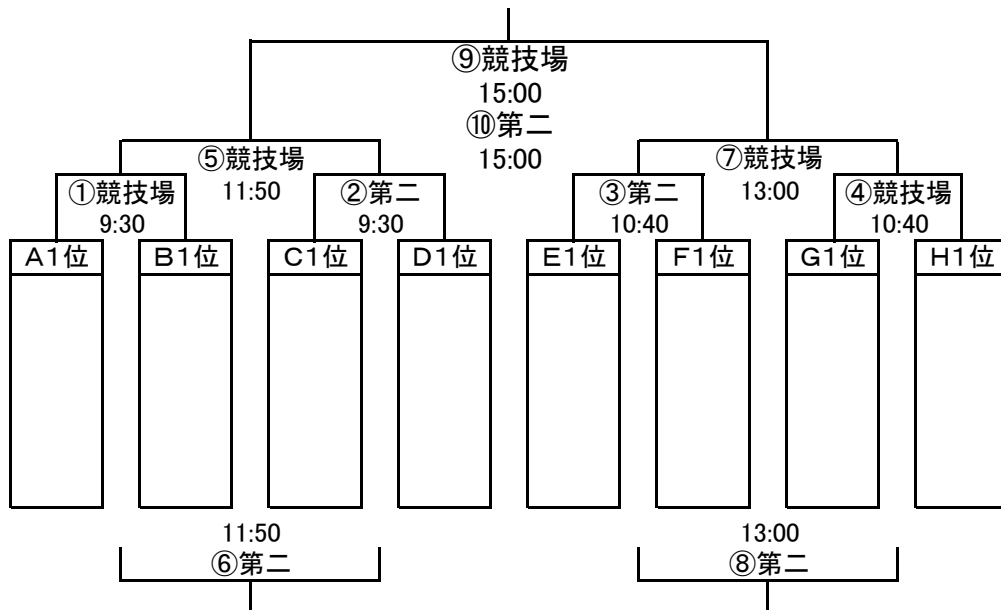 ⑨競技場
15:00
⑩第二
15:00
⑤競技場
11:50
⑦競技場
13:00
①競技場
9:30
②第二
9:30
③第二
10:40
④競技場
10:40
A1位 B1位 C1位 D1位 E1位 F1位 G1位 H1位
11:50
⑥第二
13:00
⑧第二